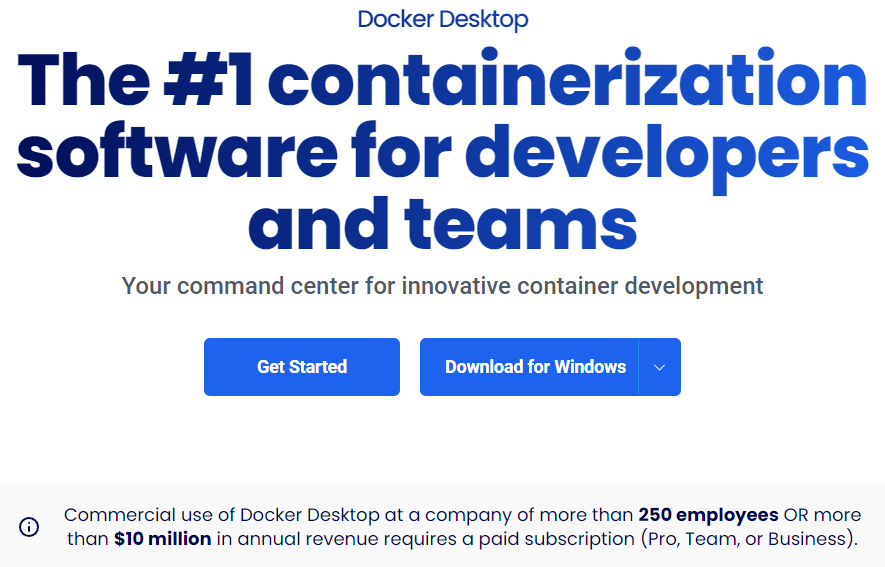 Docker Desktop
The #1 containerization
software for developers
and teams
Your command center for innovative container development
Get Started
Download for Windows
Commercial use of Docker Desktop at a company of more than 250 employees OR more
than $10 million in annual revenue requires a paid subscription (Pro, Team, or Business).